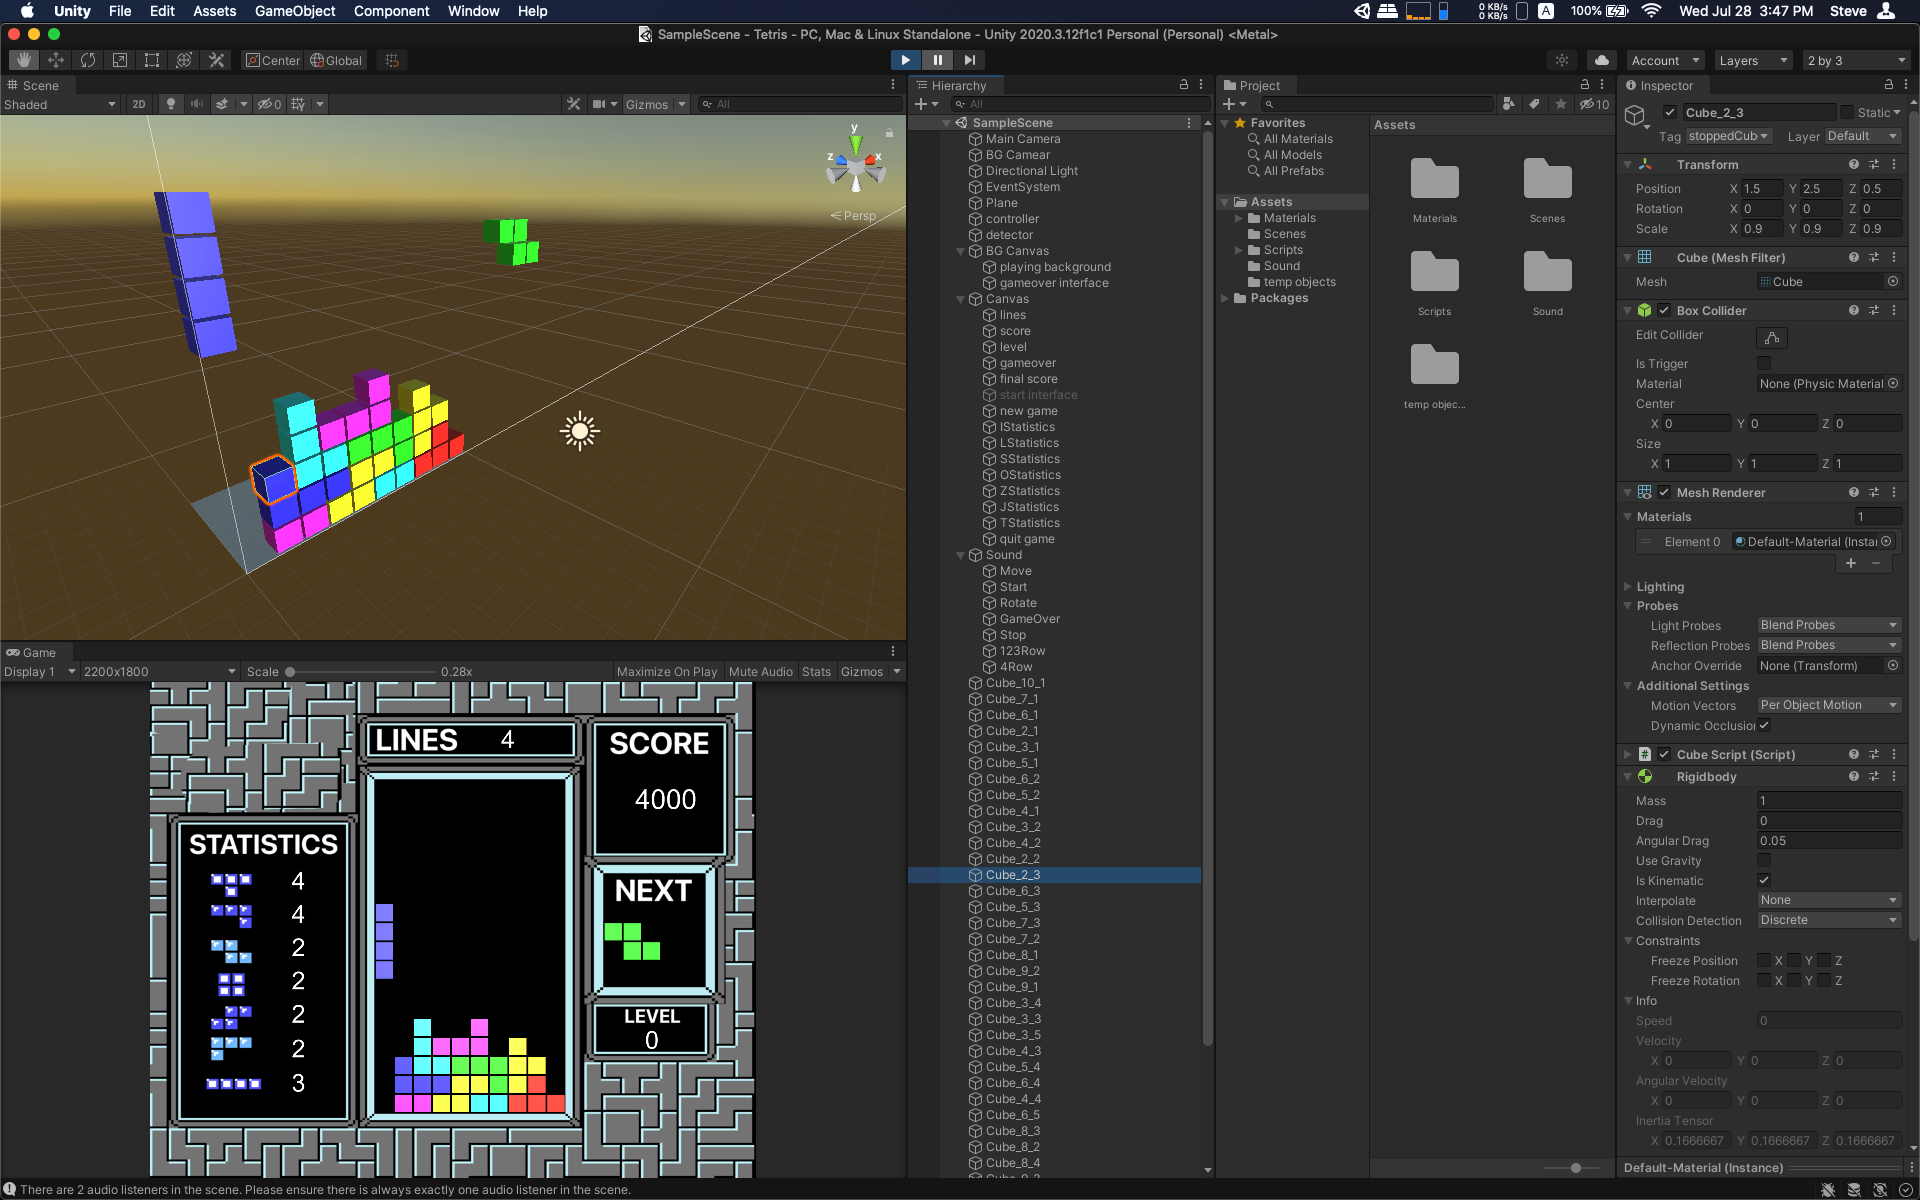 Unity File Edit Assets GameObject Component Window Help
0 KB/s
0 KB/s
A 100% Wed Jul 28 3:47 PM Steve
SampleScene - Tetris - PC, Mac & Linux Standalone - Unity 2020.3.12f1c1 Personal (Personal) <Metal>
Center Global
Account Layers 2 by 3
Scene
Shaded 2D 0 Gizmos All
y
z x
Persp
Game
Display 1 2200x1800 Scale 0.28x Maximize On Play Mute Audio Stats Gizmos
LINES 4
SCORE
4000
STATISTICS
4
4
2
2
2
2
3
NEXT
LEVEL
0
Hierarchy
All
SampleScene
Main Camera
BG Camear
Directional Light
EventSystem
Plane
controller
detector
BG Canvas
playing background
gameover interface
Canvas
lines
score
level
gameover
final score
start interface
new game
IStatistics
LStatistics
SStatistics
OStatistics
ZStatistics
JStatistics
TStatistics
quit game
Sound
Move
Start
Rotate
GameOver
Stop
123Row
4Row
Cube_10_1
Cube_7_1
Cube_6_1
Cube_2_1
Cube_3_1
Cube_5_1
Cube_6_2
Cube_5_2
Cube_4_1
Cube_3_2
Cube_4_2
Cube_2_2
Cube_2_3
Cube_6_3
Cube_5_3
Cube_7_3
Cube_7_2
Cube_8_1
Cube_9_2
Cube_9_1
Cube_3_4
Cube_3_3
Cube_3_5
Cube_4_3
Cube_5_4
Cube_6_4
Cube_4_4
Cube_6_5
Cube_8_3
Cube_8_2
Cube_8_4
Project
10
Favorites
All Materials
All Models
All Prefabs
Assets
Materials
Scenes
Scripts
Sound
temp objects
Packages
Assets
Materials
Scenes
Scripts
Sound
temp objec...
Inspector
Cube_2_3 Static
Tag stoppedCub Layer Default
Transform
Position X 1.5 Y 2.5 Z 0.5
Rotation X 0 Y 0 Z 0
Scale X 0.9 Y 0.9 Z 0.9
Cube (Mesh Filter)
Mesh Cube
Box Collider
Edit Collider
Is Trigger
Material None (Physic Material
Center
X 0 Y 0 Z 0
Size
X 1 Y 1 Z 1
Mesh Renderer
Materials 1
Element 0 Default-Material (Instar
Lighting
Probes
Light Probes Blend Probes
Reflection Probes Blend Probes
Anchor Override None (Transform)
Additional Settings
Motion Vectors Per Object Motion
Dynamic Occlusion
Cube Script (Script)
Rigidbody
Mass 1
Drag 0
Angular Drag 0.05
Use Gravity
Is Kinematic
Interpolate None
Collision Detection Discrete
Constraints
Freeze Position X Y Z
Freeze Rotation X Y Z
Info
Speed 0
Velocity
X 0 Y 0 Z 0
Angular Velocity
X 0 Y 0 Z 0
Inertia Tensor
X 0.1666667 Y 0.1666667 Z 0.1666667
Default-Material (Instance)
There are 2 audio listeners in the scene. Please ensure there is always exactly one audio listener in the scene.